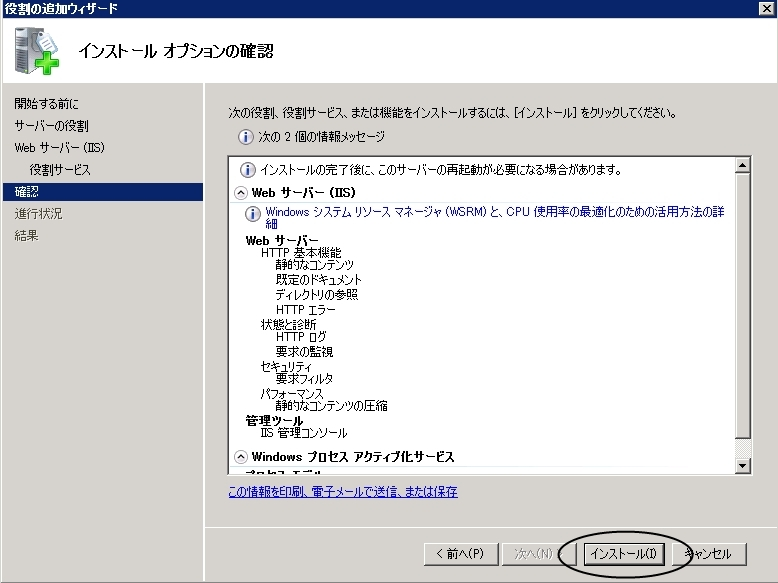 役割の追加ウィザード
インストール オプションの確認
開始する前に
サーバーの役割
Web サーバー (IIS)
役割サービス
確認
進行状況
結果
次の役割、役割サービス、または機能をインストールするには、[インストール] をクリックしてください。
次の 2 個の情報メッセージ
インストールの完了後に、このサーバーの再起動が必要になる場合があります。
Web サーバー (IIS)
Windows システム リソース マネージャ (WSRM) と、CPU 使用率の最適化のための活用方法の詳
細
Web サーバー
HTTP 基本機能
静的なコンテンツ
既定のドキュメント
ディレクトリの参照
HTTP エラー
状態と診断
HTTP ログ
要求の監視
セキュリティ
要求フィルタ
パフォーマンス
静的なコンテンツの圧縮
管理ツール
IIS 管理コンソール
Windows プロセス アクティブ化サービス
プロセス モデル
この情報を印刷、電子メールで送信、または保存
< 前へ(P)
次へ(N)
インストール(I)
キャンセル